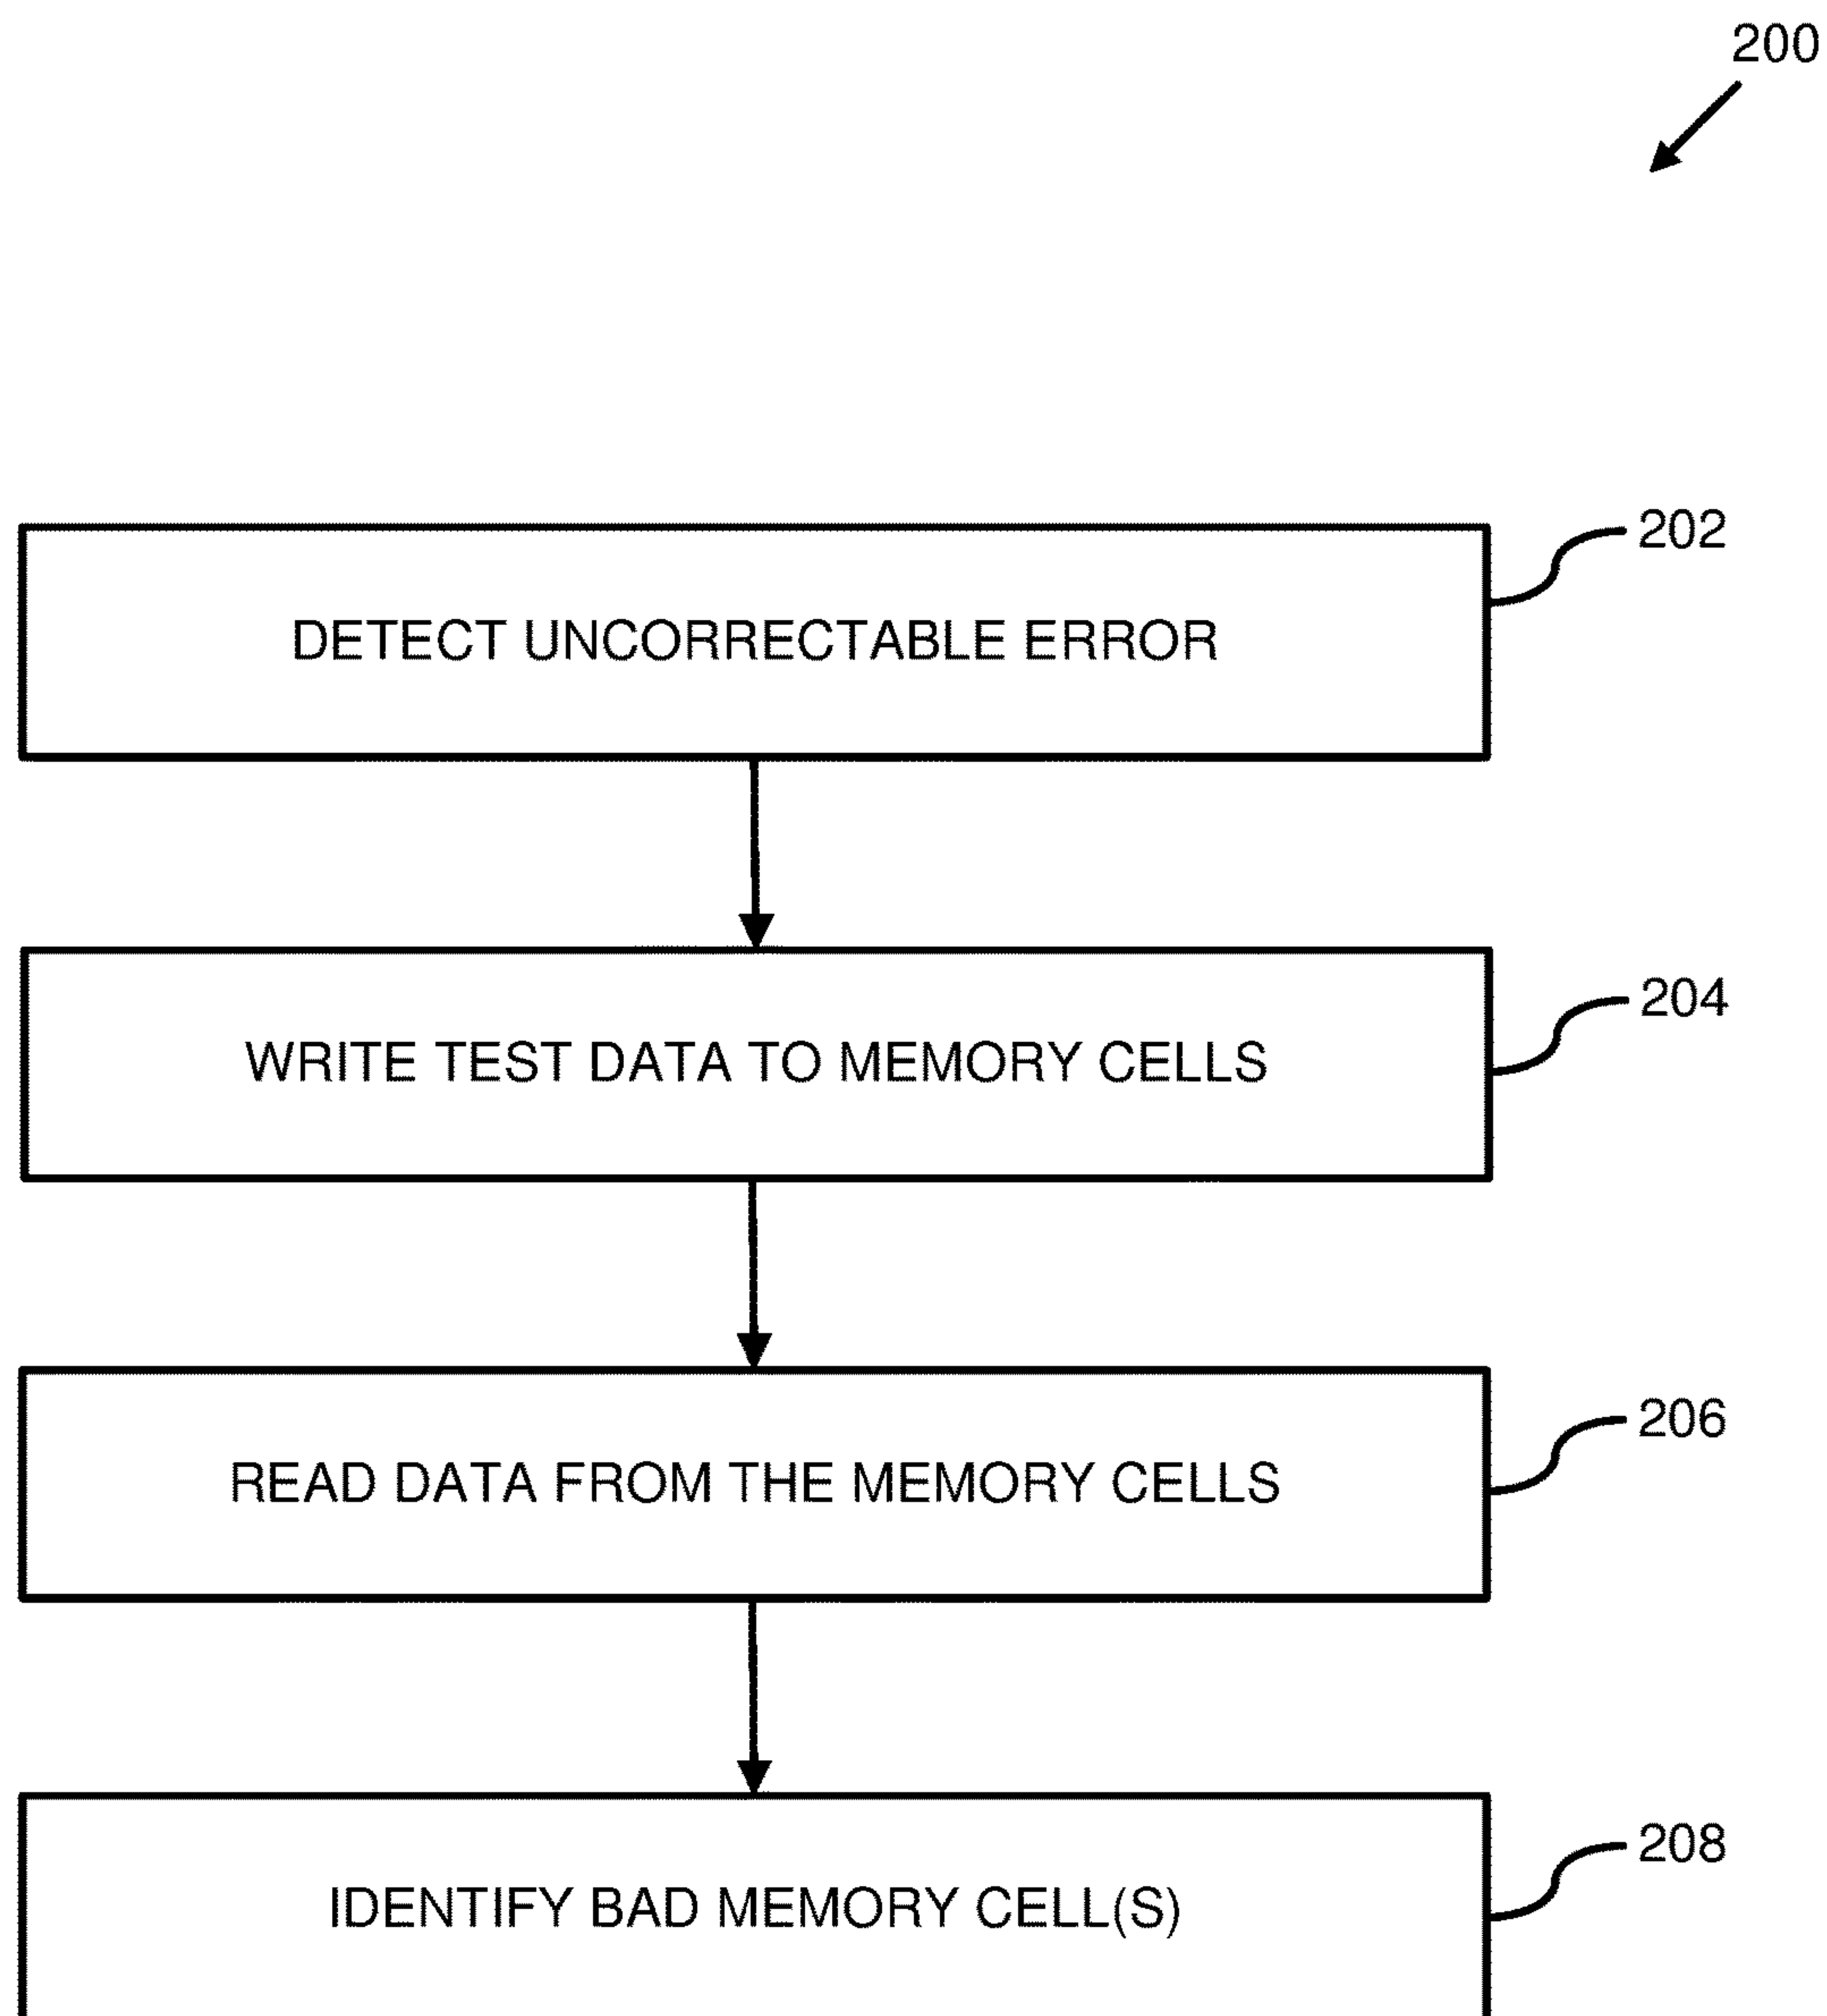 200
202
DETECT UNCORRECTABLE ERROR
204
WRITE TEST DATA TO MEMORY CELLS
206
READ DATA FROM THE MEMORY CELLS
208
IDENTIFY BAD MEMORY CELL(S)